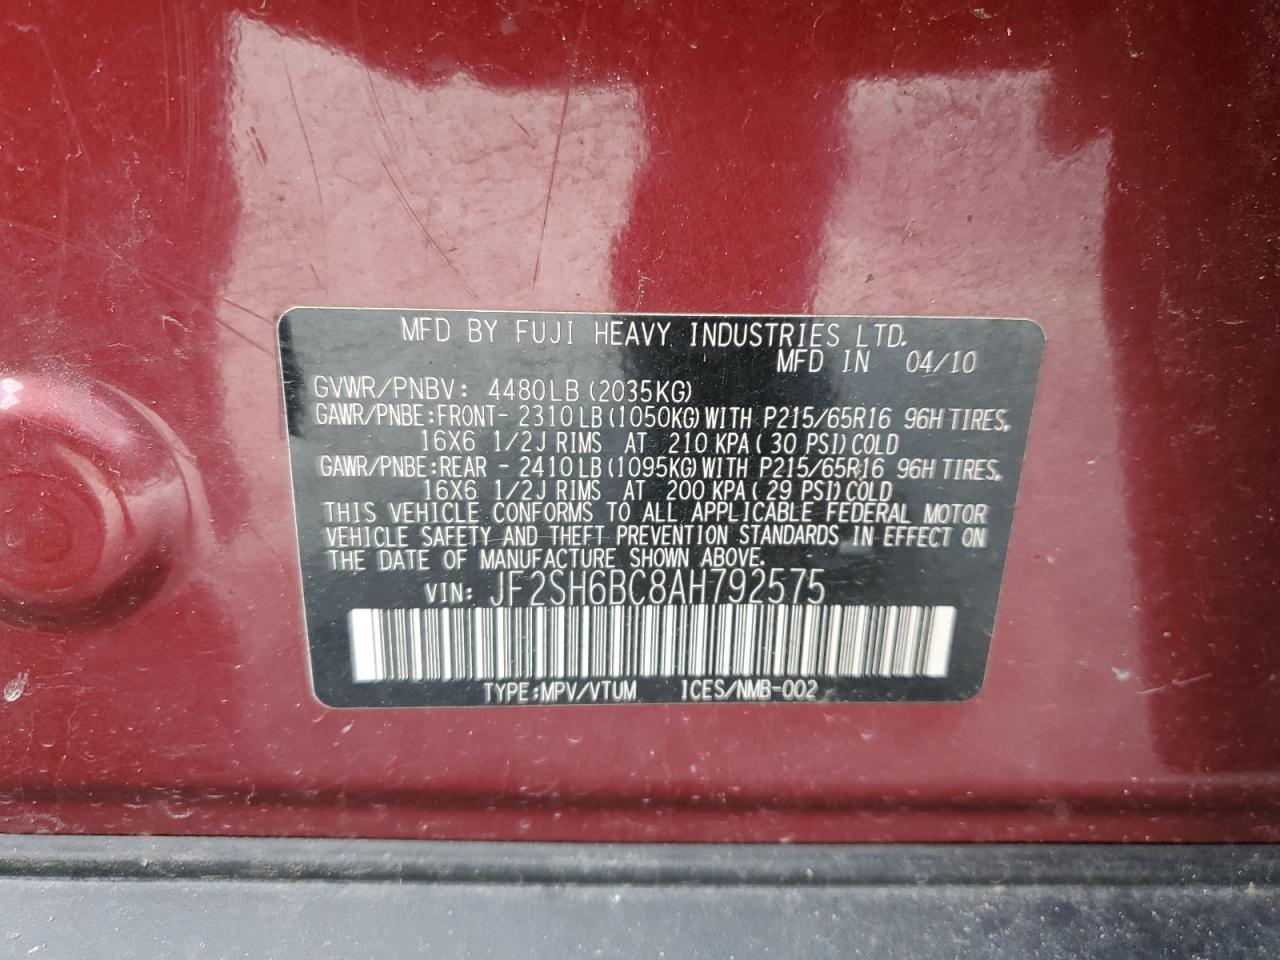 MFD BY FUJI HEAVY INDUSTRIES LTD.
MFD IN 04/10
GVWR/PNBV: 4480LB (2035KG)
GAWR/PNBE:FRONT- 2310LB (1050KG) WITH P215/65R16 96H TIRES,
16X6 1/2J RIMS AT 210 KPA ( 30 PSI) COLD
GAWR/PNBE:REAR - 2410LB (1095KG) WITH P215/65R16 96H TIRES,
16X6 1/2J RIMS AT 200 KPA ( 29 PSI) COLD
THIS VEHICLE CONFORMS TO ALL APPLICABLE FEDERAL MOTOR
VEHICLE SAFETY AND THEFT PREVENTION STANDARDS IN EFFECT ON
THE DATE OF MANUFACTURE SHOWN ABOVE.
VIN: JF2SH6BC8AH792575
TYPE:MPV/VTUM ICES/NMB-002